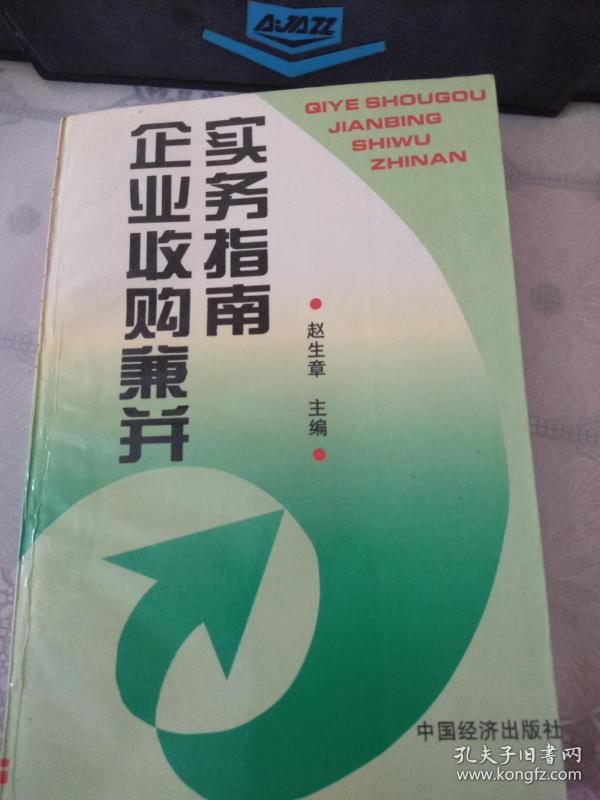 A·JAZZ
QIYE SHOUGOU
JIANBING
SHIWU
ZHINAN
企业收购兼并
实务指南
赵生章 主编
中国经济出版社
孔夫子旧书网
www.kongfz.com